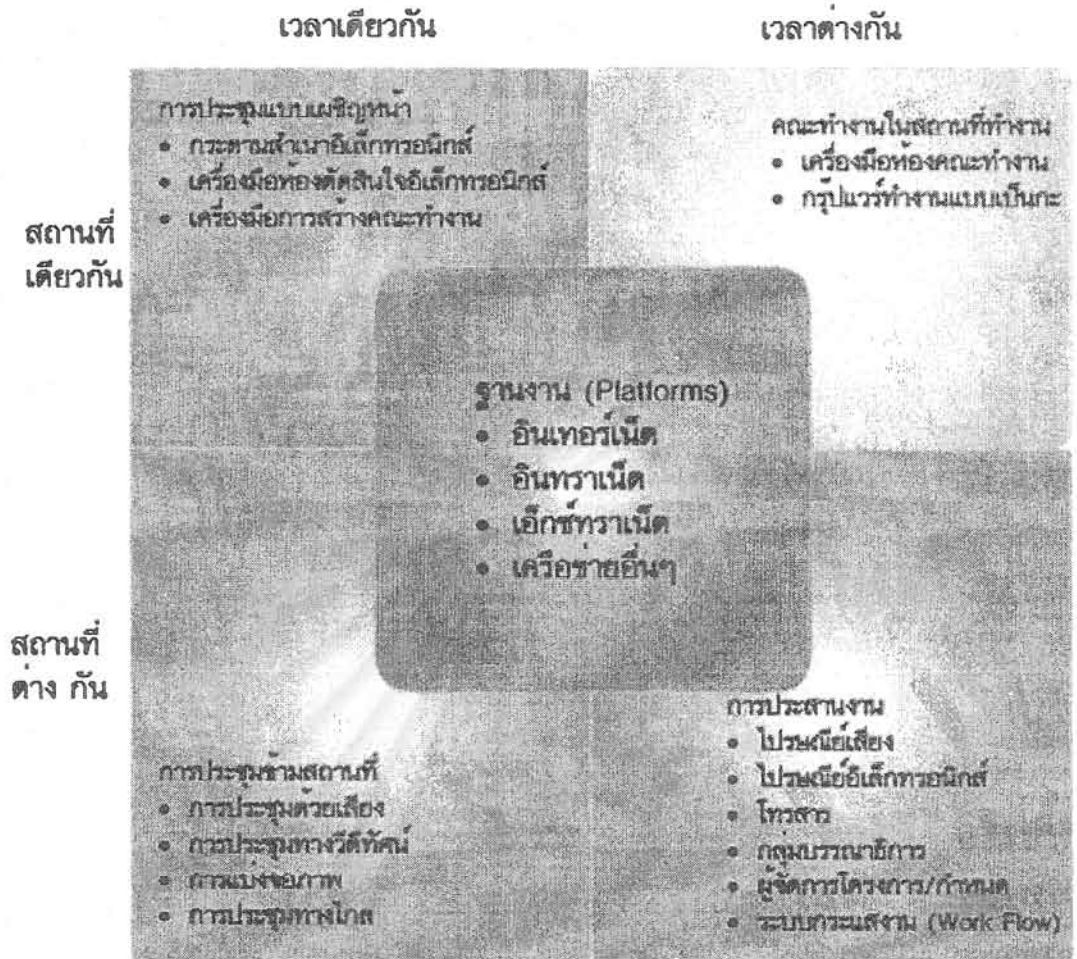 เวลาเดียวกัน
เวลาต่างกัน
สถานที่
เดียวกัน
การประชุมแบบเผชิญหน้า
• กระดานสำเนาอิเล็กทรอนิกส์
• เครื่องมือห้องตัดสินใจอิเล็กทรอนิกส์
• เครื่องมือการสร้างคณะทำงาน
คณะทำงานในสถานที่ทำงาน
• เครื่องมือห้องคณะทำงาน
• กรุ๊ปแวร์ทำงานแบบเป็นกะ
ฐานงาน (Platforms)
• อินเทอร์เน็ต
• อินทราเน็ต
• เอ๊กซ์ทราเน็ต
• เครือข่ายอื่นๆ
สถานที่
ต่าง กัน
การประชุมข้ามสถานที่
• การประชุมด้วยเสียง
• การประชุมทางวีดีทัศน์
• การแบ่งจอภาพ
• การประชุมทางไกล
การประสานงาน
• ไปรษณีย์เสียง
• ไปรษณีย์อิเล็กทรอนิกส์
• โทรสาร
• กลุ่มบรรณาธิการ
• ผู้จัดการโครงการ/กำหนด
• ระบบกระแสงาน (Work Flow)